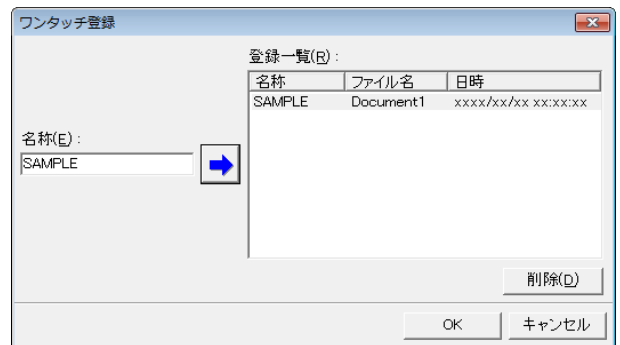 ワンタッチ登録
登録一覧(R):
名称 ファイル名 日時
SAMPLE Document1 xxxx/xx/xx xx:xx:xx
名称(E):
SAMPLE
削除(D)
OK キャンセル